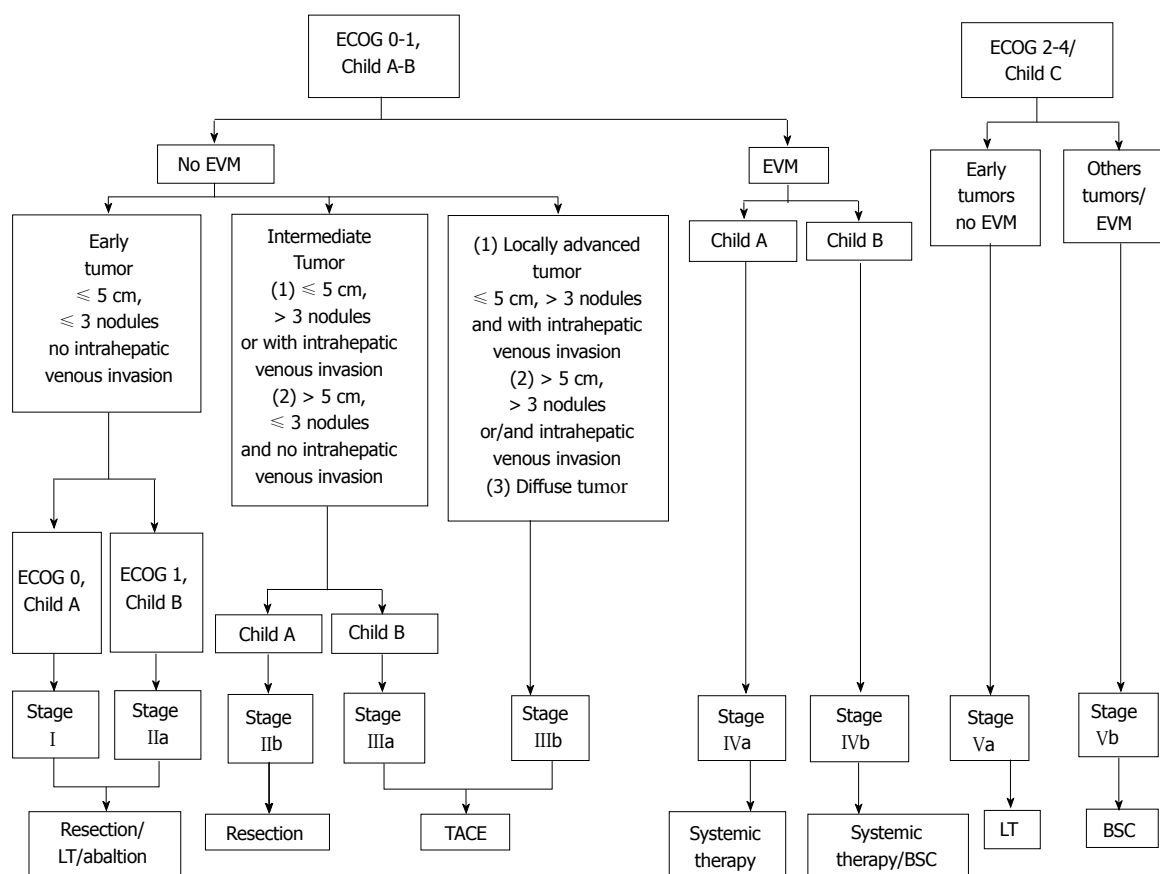 ECOG 0-1,
Child A-B
ECOG 2-4/
Child C
No EVM
EVM
Early
tumors
no EVM
Others
tumors/
EVM
Early
tumor
≤ 5 cm,
≤ 3 nodules
no intrahepatic
venous invasion
Intermediate
Tumor
(1) ≤ 5 cm,
> 3 nodules
or with intrahepatic
venous invasion
(2) > 5 cm,
≤ 3 nodules
and no intrahepatic
venous invasion
(1) Locally advanced
tumor
≤ 5 cm, > 3 nodules
and with intrahepatic
venous invasion
(2) > 5 cm,
> 3 nodules
or/and intrahepatic
venous invasion
(3) Diffuse tumor
Child A
Child B
ECOG 0,
Child A
ECOG 1,
Child B
Child A
Child B
Stage
I
Stage
IIa
Stage
IIb
Stage
IIIa
Stage
IIIb
Stage
IVa
Stage
IVb
Stage
Va
Stage
Vb
Resection/
LT/abaltion
Resection
TACE
Systemic
therapy
Systemic
therapy/BSC
LT
BSC